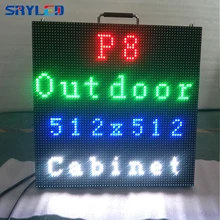 SRYLED
P8
Outdoor
512x512
Cabinet